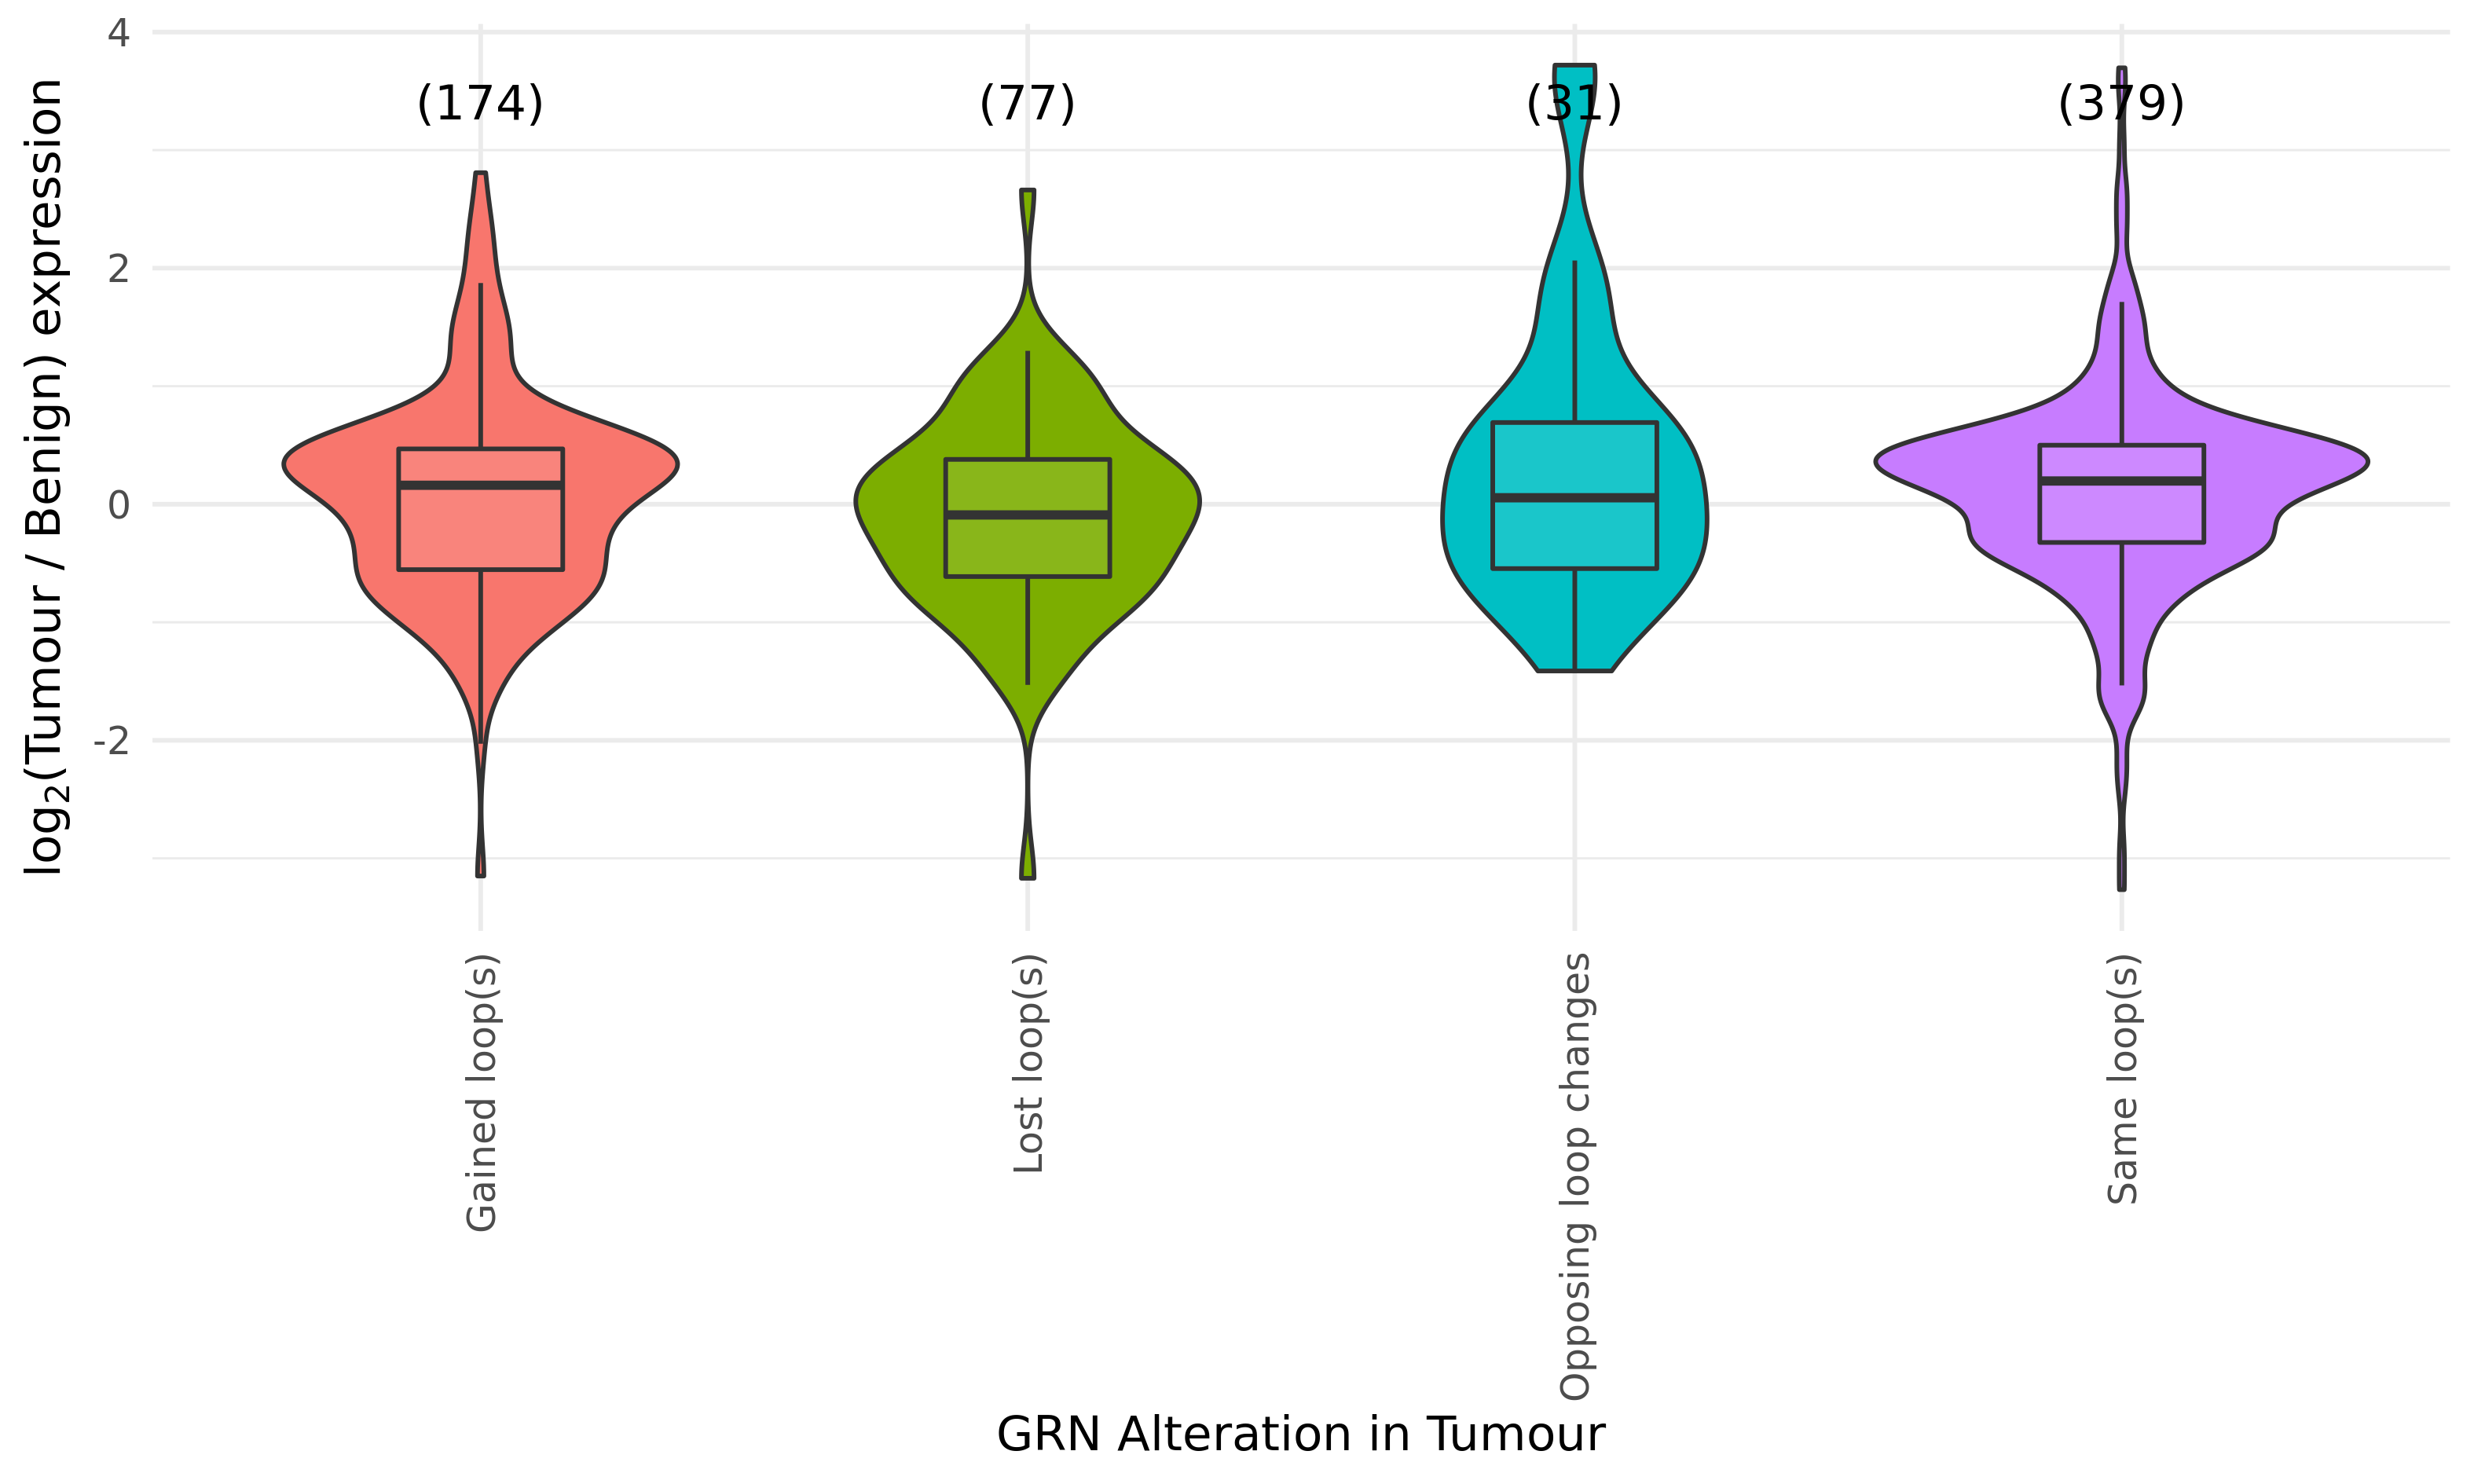 log₂(Tumour / Benign) expression
4
2
0
-2
(174)
(77)
(31)
(379)
Gained loop(s)
Lost loop(s)
Opposing loop changes
Same loop(s)
GRN Alteration in Tumour